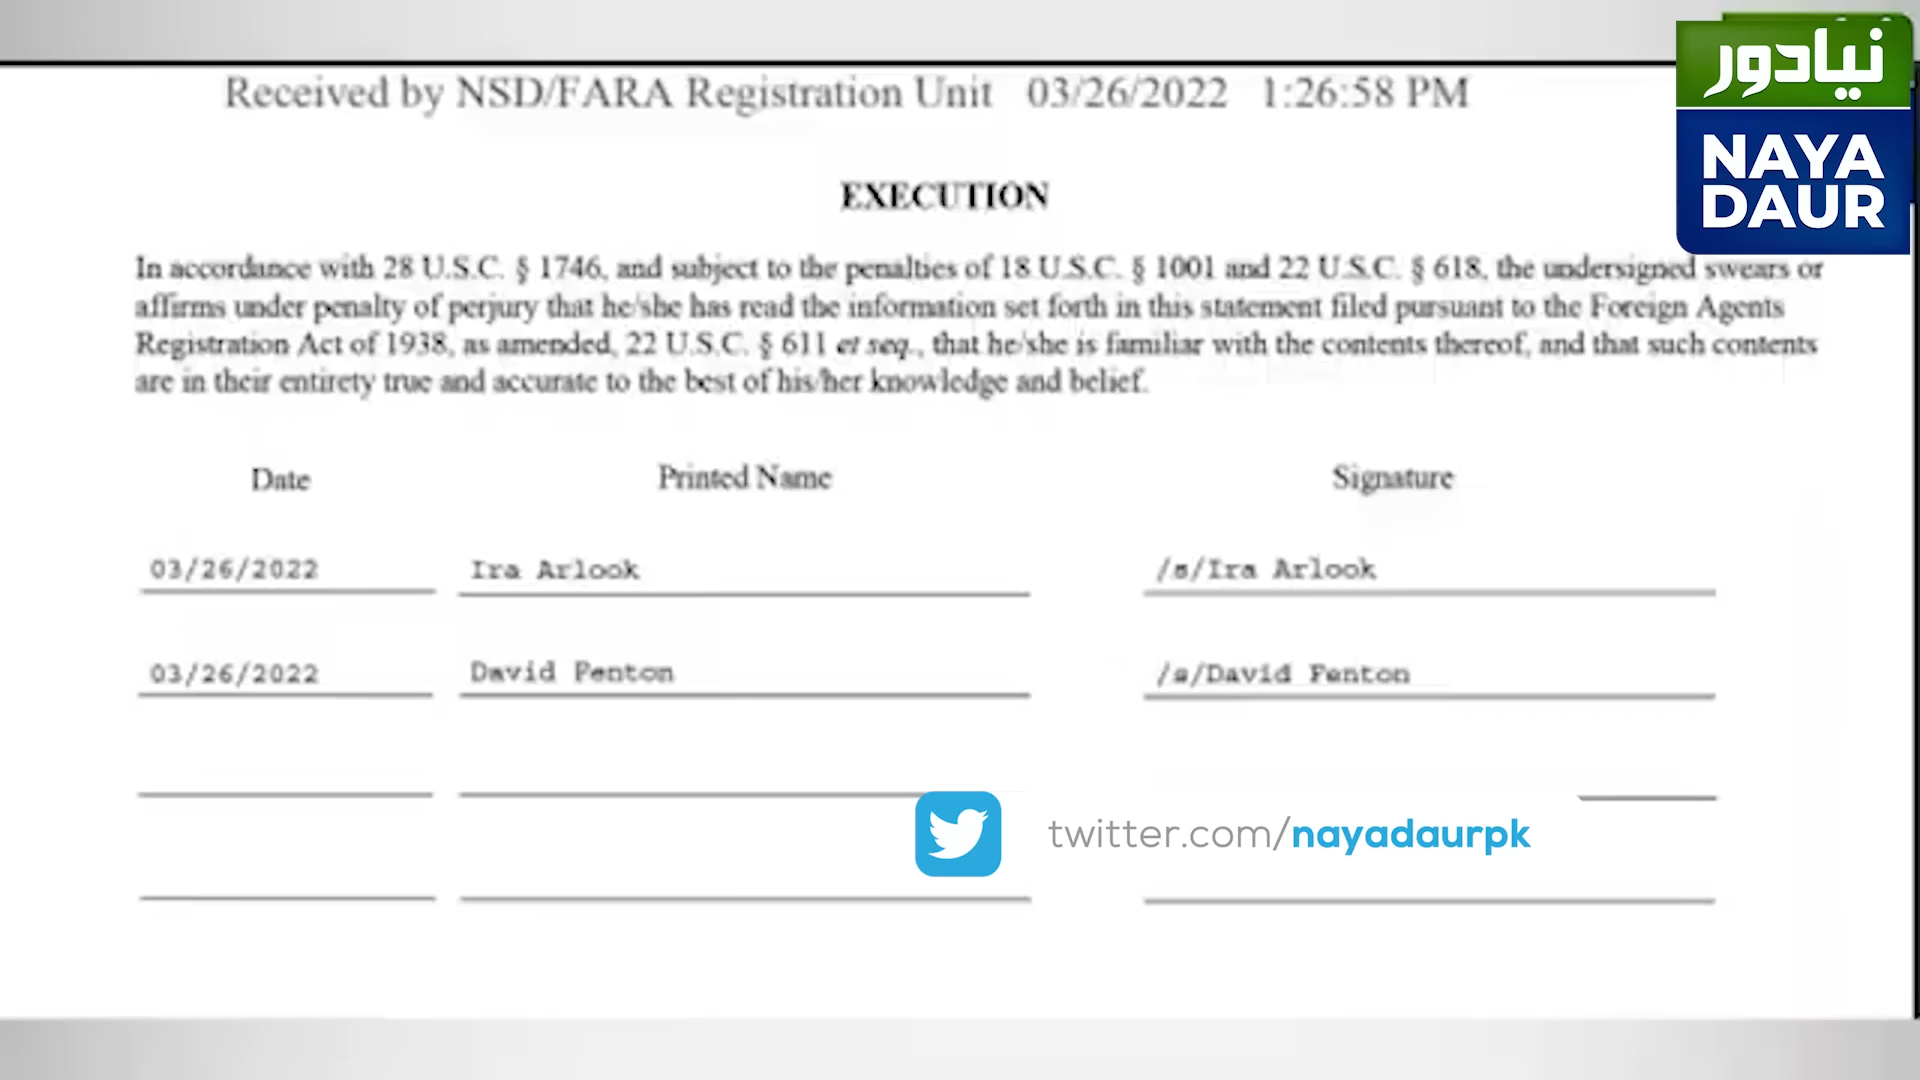 Received by NSD/FARA Registration Unit 03/26/2022 1:26:58 PM
نیادور
NAYA
DAUR
EXECUTION
In accordance with 28 U.S.C. § 1746, and subject to the penalties of 18 U.S.C. § 1001 and 22 U.S.C. § 618, the undersigned swears or
affirms under penalty of perjury that he/she has read the information set forth in this statement filed pursuant to the Foreign Agents
Registration Act of 1938, as amended, 22 U.S.C. § 611 et seq., that he/she is familiar with the contents thereof, and that such contents
are in their entirety true and accurate to the best of his/her knowledge and belief.
Date Printed Name Signature
03/26/2022 Ira Arlook /s/Ira Arlook
03/26/2022 David Fenton /s/David Fenton
twitter.com/nayadaurpk